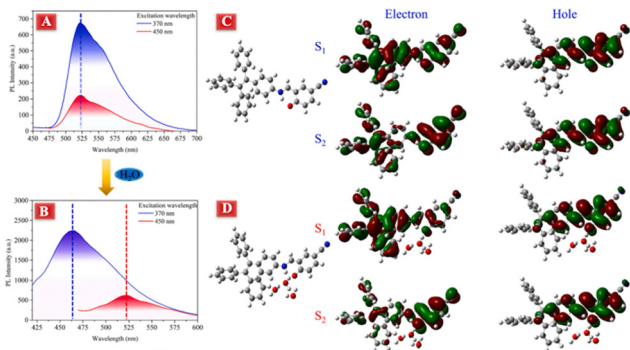 A
Excitation wavelength
370 nm
450 nm
PL Intensity (a.u.)
700
600
500
400
300
200
100
0
450 475 500 525 550 575 600 625 650 675 700
Wavelength (nm)
H₂O
B
Excitation wavelength
370 nm
450 nm
PL Intensity (a.u.)
3000
2500
2000
1500
1000
500
0
425 450 475 500 525 550 575 600
Wavelength (nm)
C
Electron
Hole
S₁
S₂
D
S₁
S₂